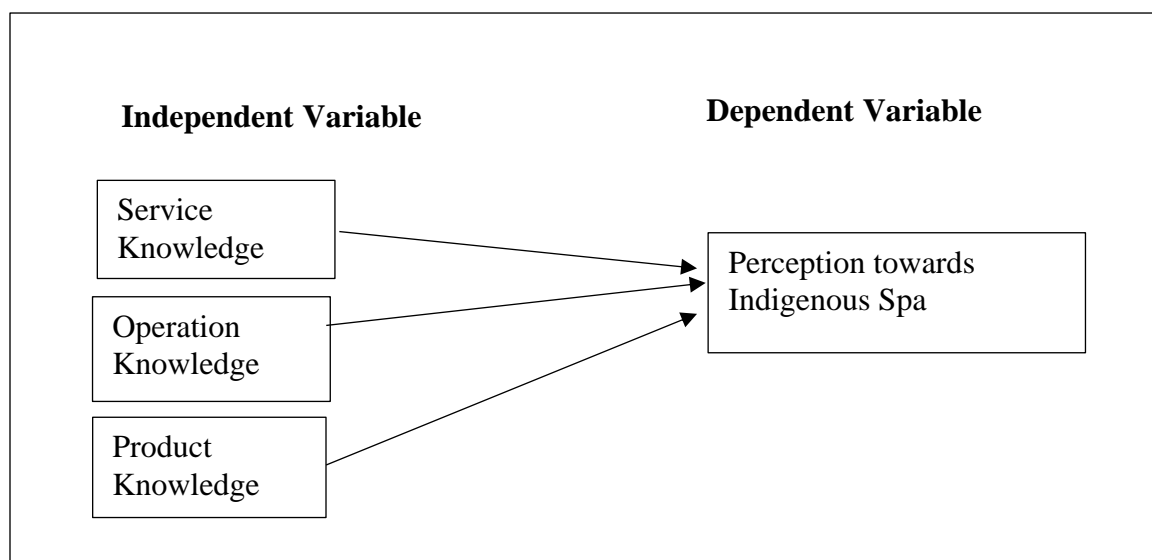 Independent Variable
Dependent Variable
Service
Knowledge
Operation
Knowledge
Product
Knowledge
Perception towards
Indigenous Spa